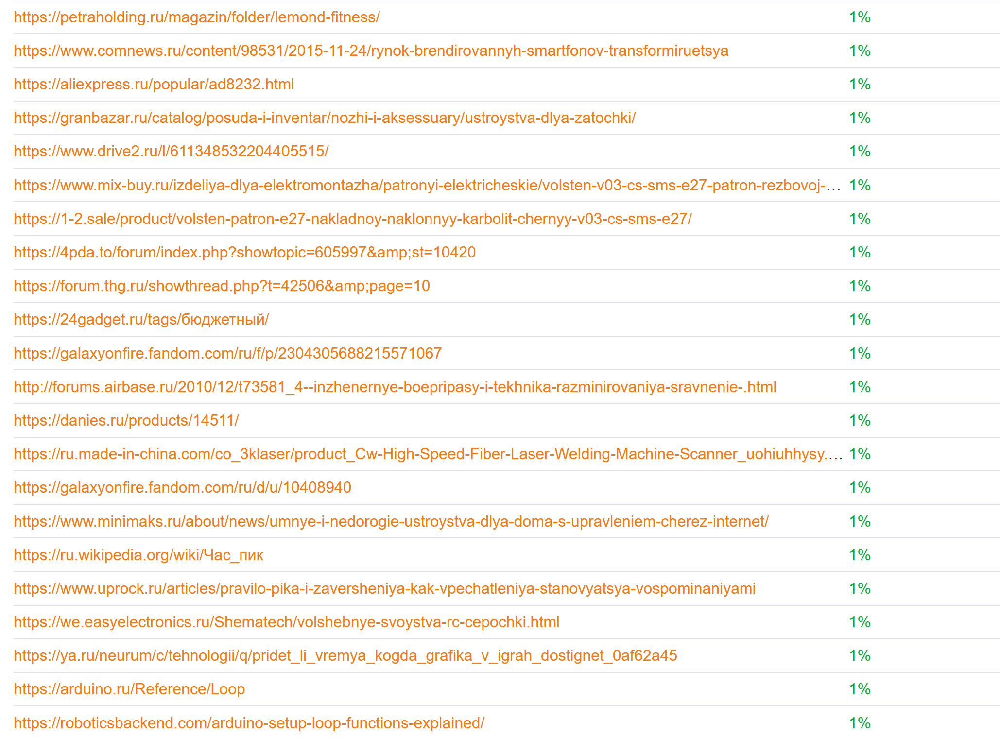 https://petraholding.ru/magazin/folder/lemond-fitness/ 1%
https://www.comnews.ru/content/98531/2015-11-24/rynok-brendirovannyh-smartfonov-transformiruetsya 1%
https://aliexpress.ru/popular/ad8232.html 1%
https://granbazar.ru/catalog/posuda-i-inventar/nozhi-i-aksessuary/ustroystva-dlya-zatochki/ 1%
https://www.drive2.ru/l/611348532204405515/ 1%
https://www.mix-buy.ru/izdeliya-dlya-elektromontazha/patronyi-elektricheskie/volsten-v03-cs-sms-e27-patron-rezbovoj-… 1%
https://1-2.sale/product/volsten-patron-e27-nakladnoy-naklonnyy-karbolit-chernyy-v03-cs-sms-e27/ 1%
https://4pda.to/forum/index.php?showtopic=605997&amp;st=10420 1%
https://forum.thg.ru/showthread.php?t=42506&amp;page=10 1%
https://24gadget.ru/tags/бюджетный/ 1%
https://galaxyonfire.fandom.com/ru/f/p/2304305688215571067 1%
http://forums.airbase.ru/2010/12/t73581_4--inzhenernye-boepripasy-i-tekhnika-razminirovaniya-sravnenie-.html 1%
https://danies.ru/products/14511/ 1%
https://ru.made-in-china.com/co_3klaser/product_Cw-High-Speed-Fiber-Laser-Welding-Machine-Scanner_uohiuhhysy.… 1%
https://galaxyonfire.fandom.com/ru/d/u/10408940 1%
https://www.minimaks.ru/about/news/umnye-i-nedorogie-ustroystva-dlya-doma-s-upravleniem-cherez-internet/ 1%
https://ru.wikipedia.org/wiki/Час_пик 1%
https://www.uprock.ru/articles/pravilo-pika-i-zaversheniya-kak-vpechatleniya-stanovyatsya-vospominaniyami 1%
https://we.easyelectronics.ru/Shematech/volshebnye-svoystva-rc-cepochki.html 1%
https://ya.ru/neurum/c/tehnologii/q/pridet_li_vremya_kogda_grafika_v_igrah_dostignet_0af62a45 1%
https://arduino.ru/Reference/Loop 1%
https://roboticsbackend.com/arduino-setup-loop-functions-explained/ 1%